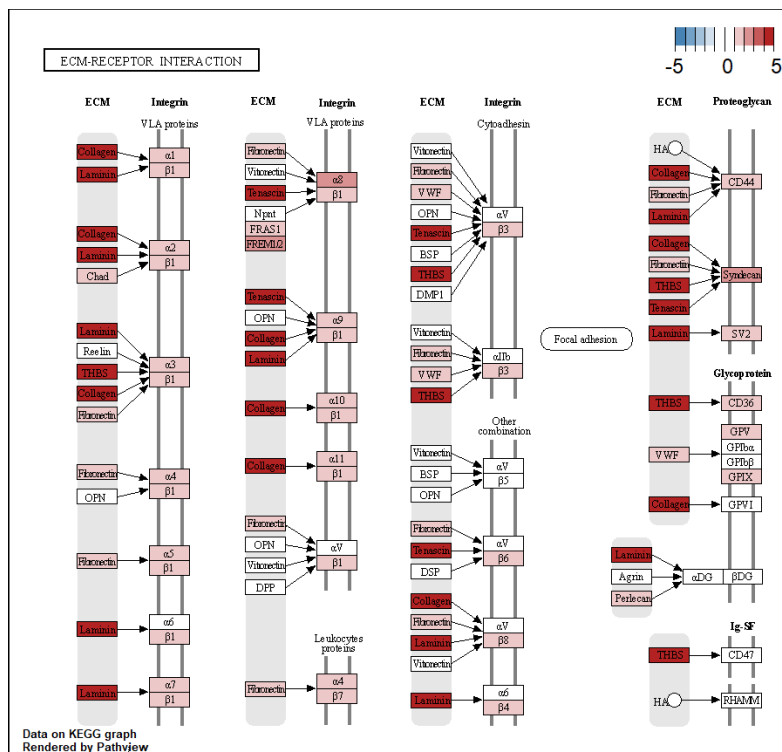 ECM-RECEPTOR INTERACTION
-5 0 5
ECM Integrin
VLA proteins
Collagen
Laminin
α1
β1
Collagen
Laminin
Chad
α2
β1
Laminin
Reelin
THBS
Collagen
Fibronectin
α3
β1
Fibronectin
OPN
α4
β1
Fibronectin
α5
β1
Laminin
α6
β1
Laminin
α7
β1
ECM Integrin
VLA proteins
Fibronectin
Vitronectin
Tenascin
Npnt
FRAS1
FREM1/2
α8
β1
Tenascin
OPN
Collagen
Laminin
α9
β1
Collagen
α10
β1
Collagen
α11
β1
Fibronectin
OPN
Vitronectin
DPP
αV
β1
Leukocytes
proteins
Fibronectin
α4
β7
ECM Integrin
Cytoadhesin
Vitronectin
Fibronectin
VWF
OPN
Tenascin
BSP
THBS
DMP1
αV
β3
Vitronectin
Fibronectin
VWF
THBS
αIIb
β3
Other
combination
Vitronectin
BSP
OPN
αV
β5
Fibronectin
Tenascin
DSP
αV
β6
Collagen
Fibronectin
Laminin
Vitronectin
αV
β8
Laminin
α6
β4
Focal adhesion
ECM Proteoglycan
HA
Collagen
Fibronectin
Laminin
CD44
Collagen
Fibronectin
THBS
Tenascin
Syndecan
Laminin
SV2
Glycoprotein
THBS
CD36
VWF
GPV
GPIbα
GPIbβ
GPIX
Collagen
GPVI
Laminin
Agrin
Perlecan
αDG
βDG
Ig-SF
THBS
CD47
HA
RHAMM
Data on KEGG graph
Rendered by Pathview